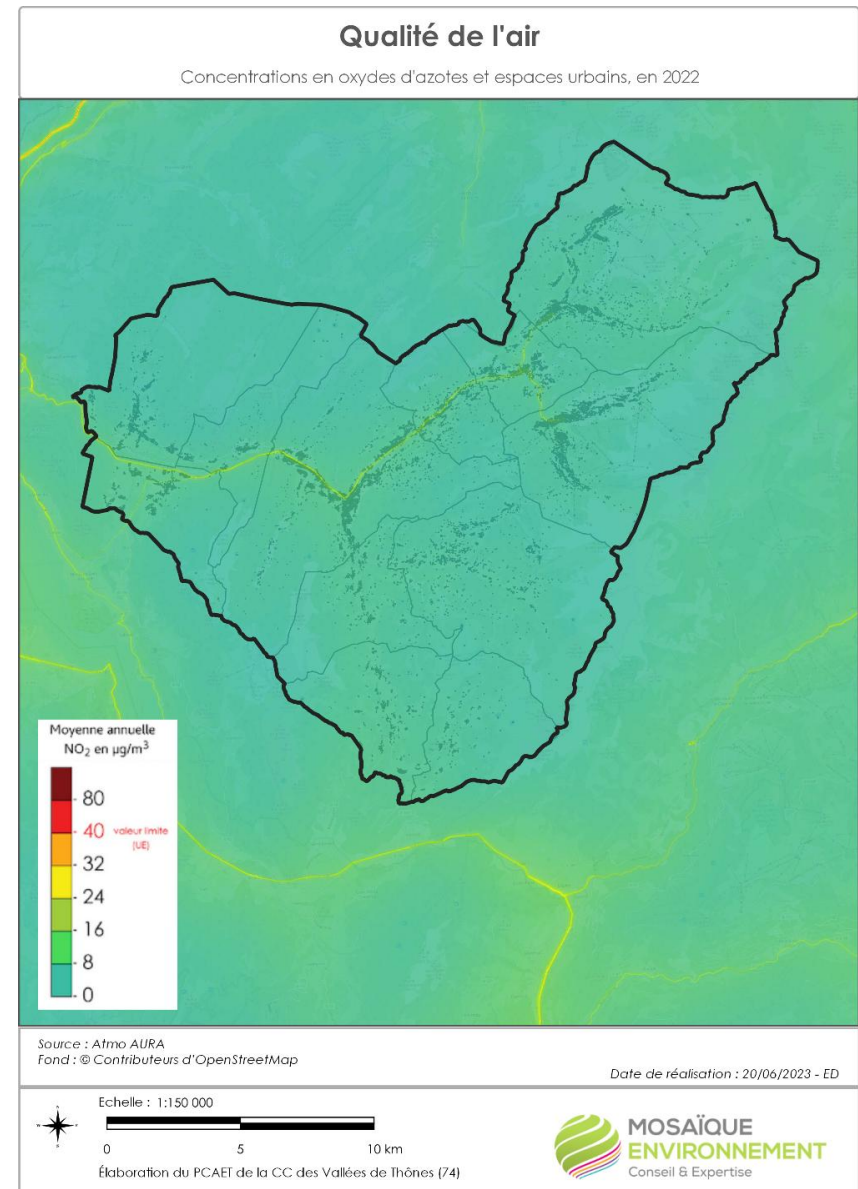 Qualité de l'air
Concentrations en oxydes d'azotes et espaces urbains, en 2022
Moyenne annuelle
NO₂ en µg/m³
80
40 valeur limite
(UE)
32
24
16
8
0
Source : Atmo AURA
Fond : © Contributeurs d'OpenStreetMap
Date de réalisation : 20/06/2023 - ED
Echelle : 1:150 000
0 5 10 km
Élaboration du PCAET de la CC des Vallées de Thônes (74)
MOSAÏQUE
ENVIRONNEMENT
Conseil & Expertise